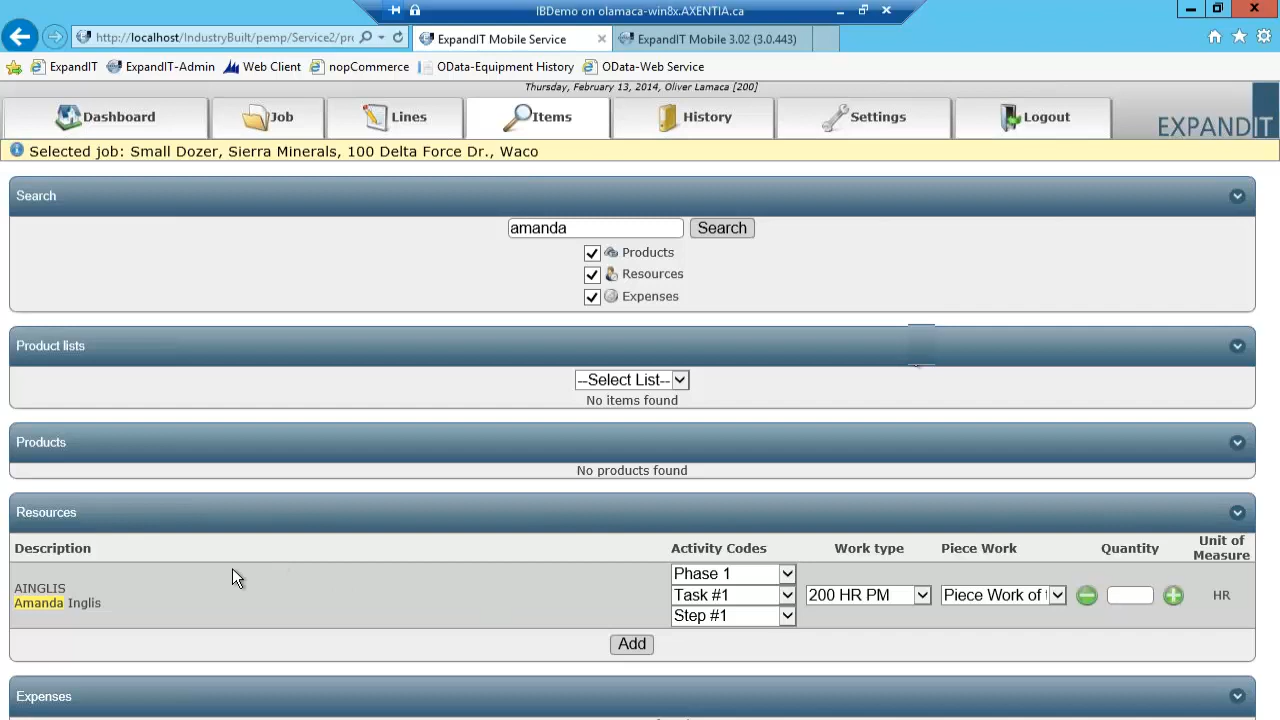 IBDemo on olamaca-win8x.AXENTIA.ca
http://localhost/IndustryBuilt/pemp/Service2/pro
ExpandIT Mobile Service
ExpandIT Mobile 3.02 (3.0.443)
ExpandIT
ExpandIT-Admin
Web Client
nopCommerce
OData-Equipment History
OData-Web Service
Thursday, February 13, 2014, Oliver Lamaca [200]
Dashboard
Job
Lines
Items
History
Settings
Logout
EXPANDIT
Selected job: Small Dozer, Sierra Minerals, 100 Delta Force Dr., Waco
Search
amanda
Search
Products
Resources
Expenses
Product lists
--Select List--
No items found
Products
No products found
Resources
Description
Activity Codes
Work type
Piece Work
Quantity
Unit of
Measure
AINGLIS
Amanda Inglis
Phase 1
Task #1
Step #1
200 HR PM
Piece Work of
HR
Add
Expenses